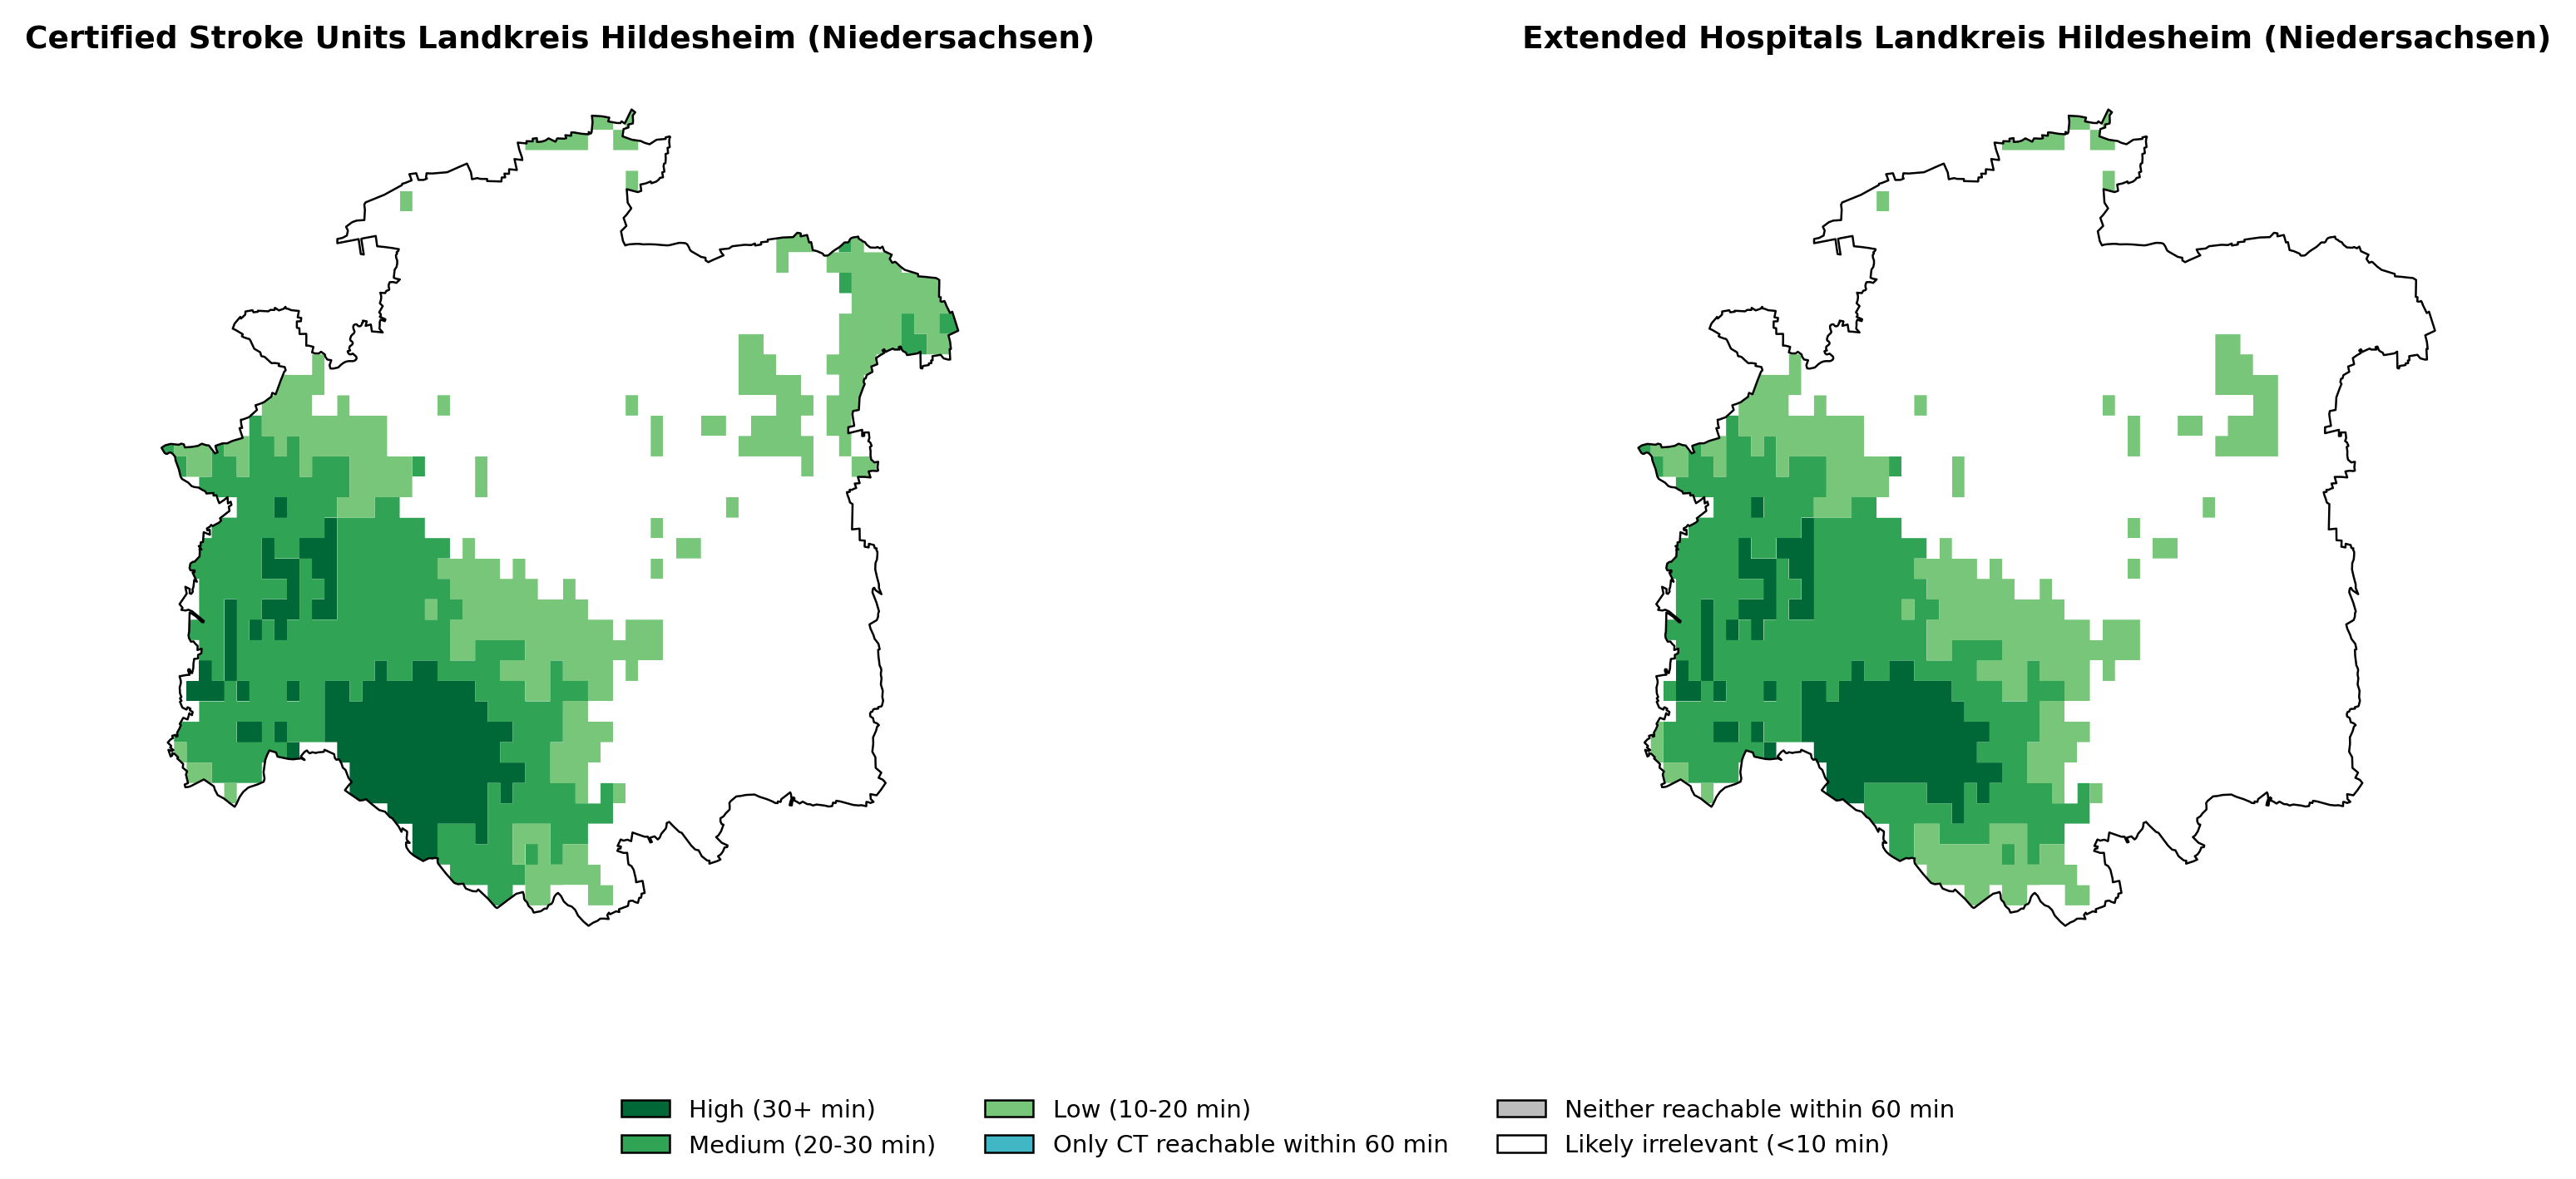 Certified Stroke Units Landkreis Hildesheim (Niedersachsen)
Extended Hospitals Landkreis Hildesheim (Niedersachsen)
High (30+ min)
Medium (20-30 min)
Low (10-20 min)
Only CT reachable within 60 min
Neither reachable within 60 min
Likely irrelevant (<10 min)